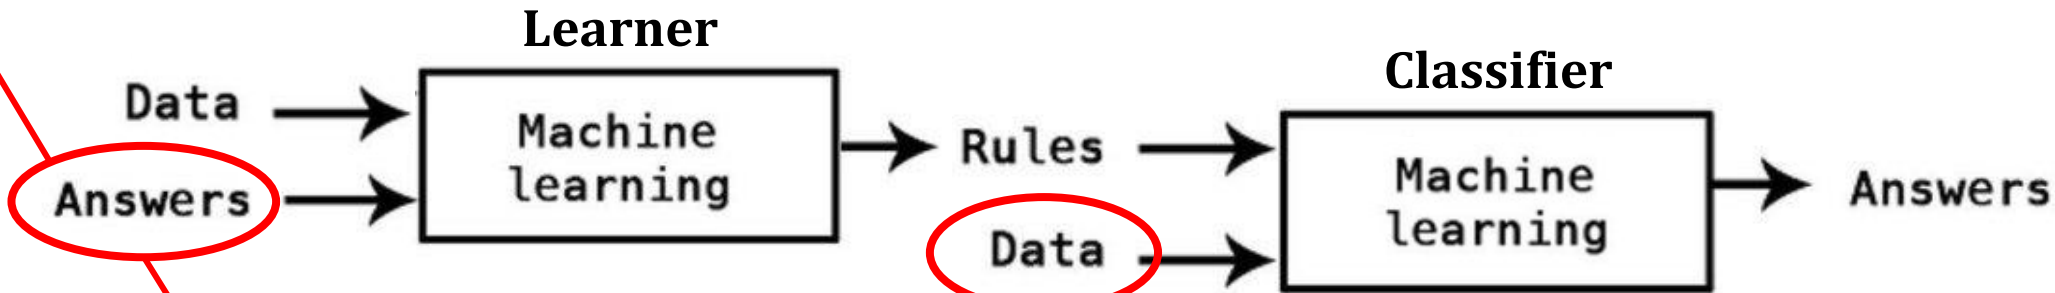 Learner
Data
Answers
Machine
learning
Rules
Data
Classifier
Machine
learning
Answers